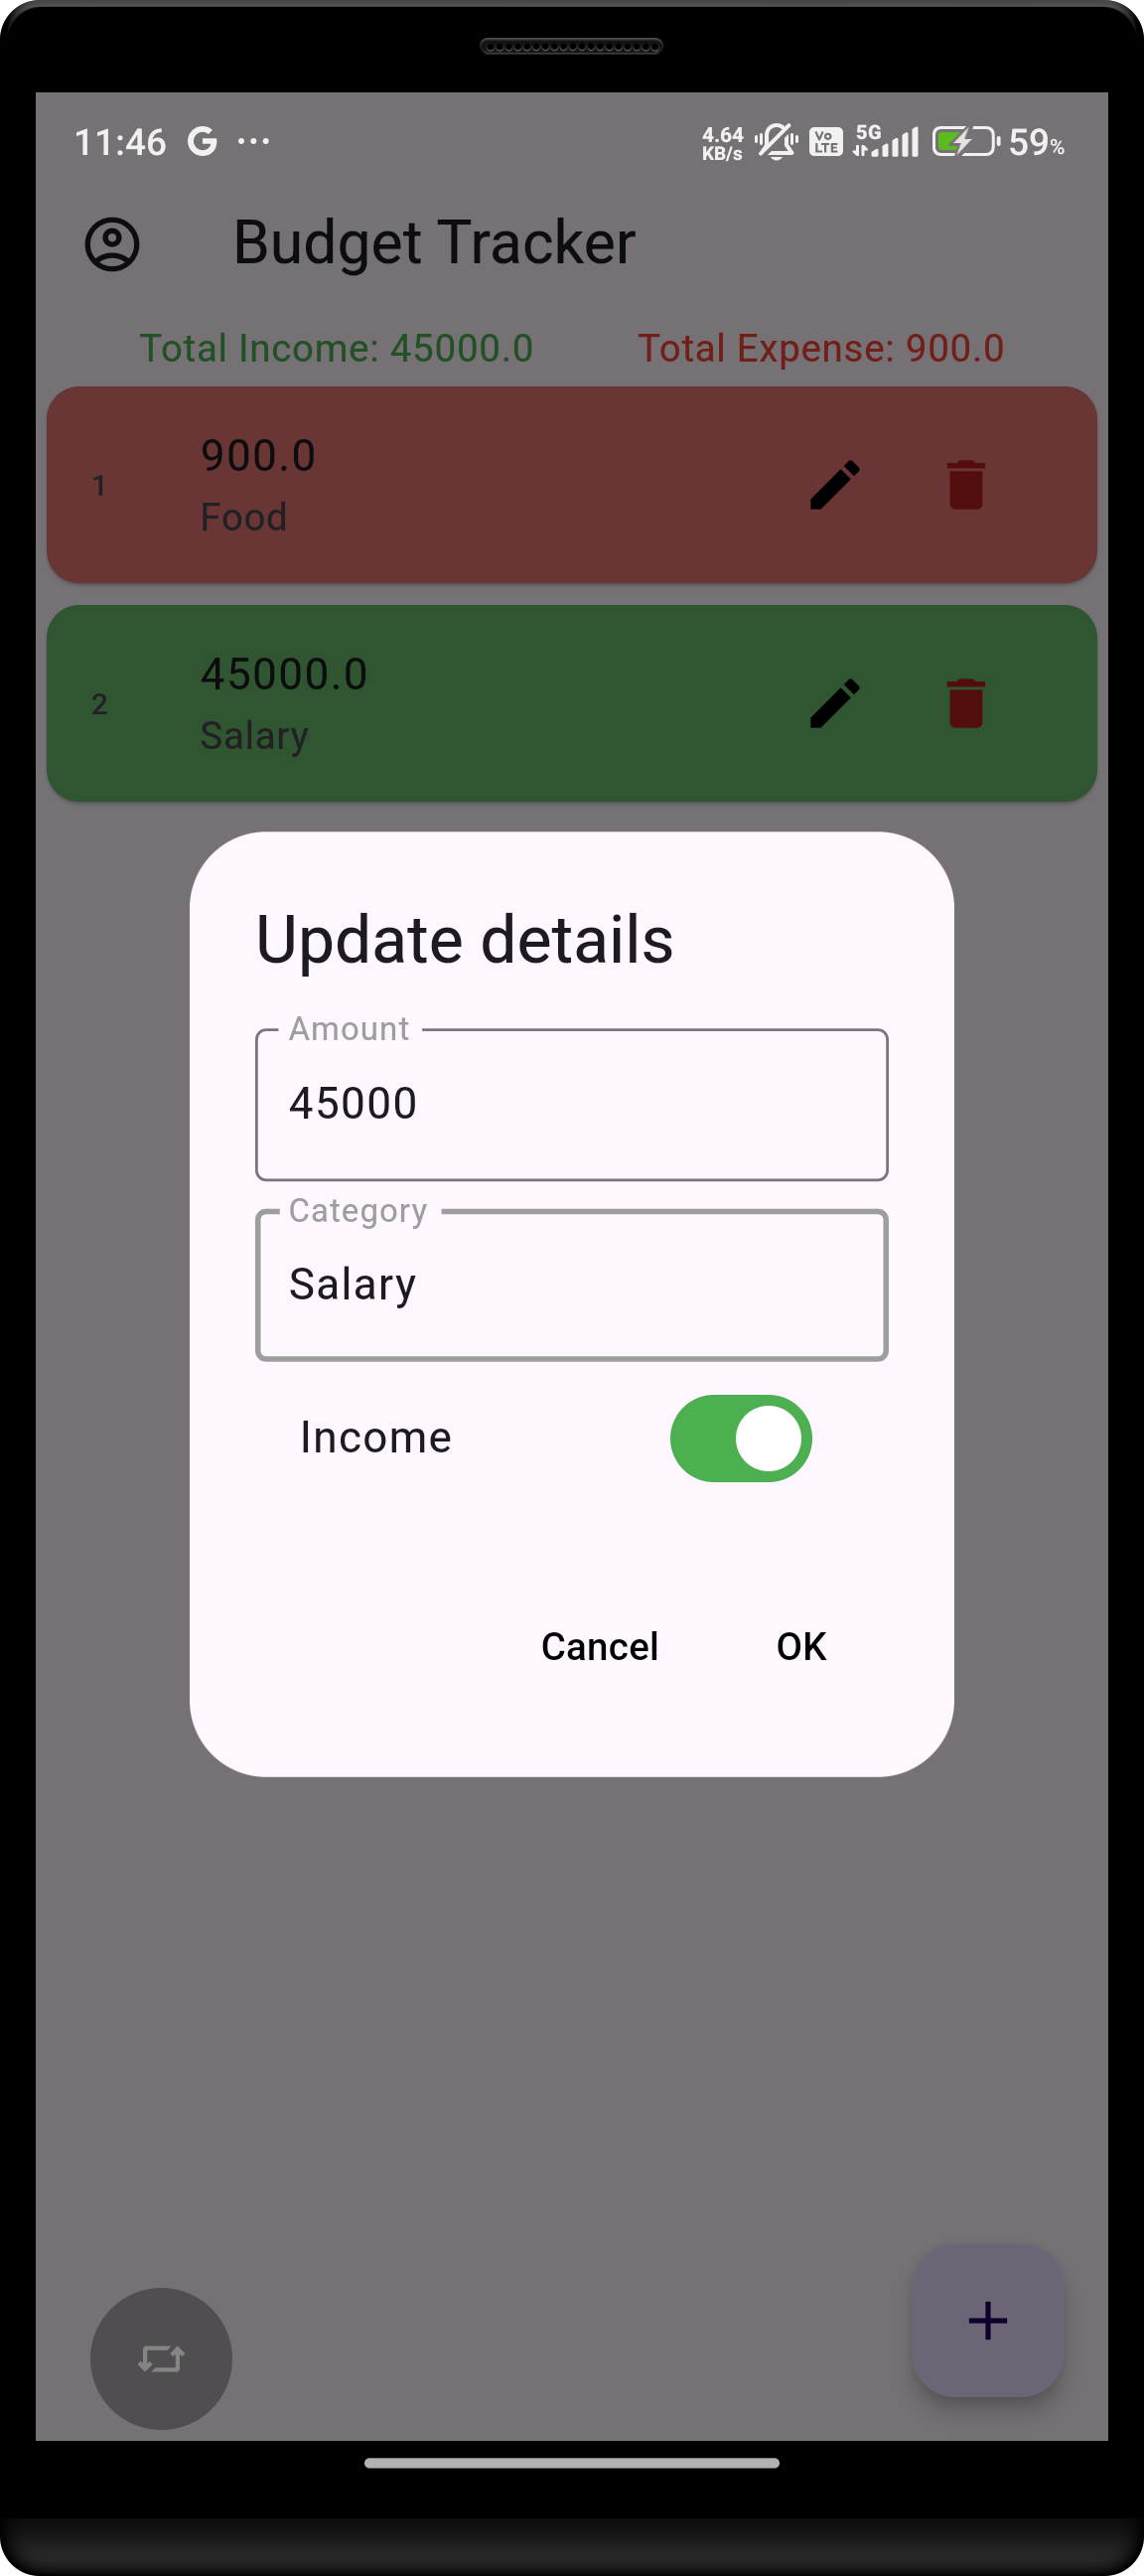 11:46 G ...
4.64 KB/s Vo LTE 5G 59%
Budget Tracker
Total Income: 45000.0 Total Expense: 900.0
900.0
1
Food
45000.0
2
Salary
Update details
Amount
45000
Category
Salary
Income
Cancel OK